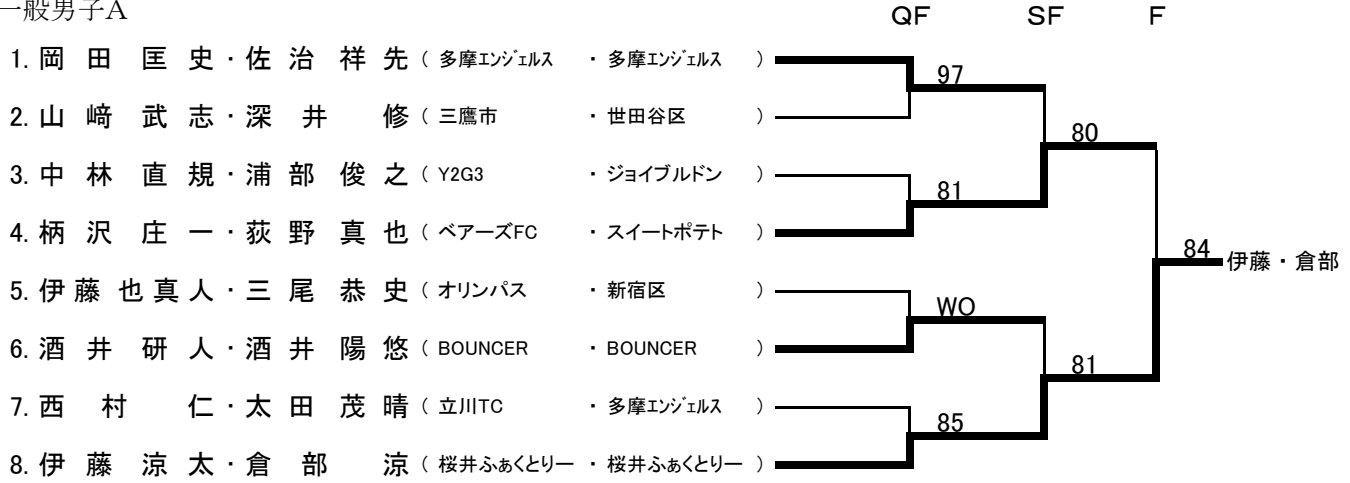 一般男子A
QF SF F
1. 岡田匡史・佐治祥先 ( 多摩エンジェルス ・ 多摩エンジェルス )
97
2. 山﨑武志・深井修 ( 三鷹市 ・ 世田谷区 )
80
3. 中林直規・浦部俊之 ( Y2G3 ・ ジョイブルドン )
81
4. 柄沢庄一・荻野真也 ( ベアーズFC ・ スイートポテト )
84 伊藤・倉部
5. 伊藤也真人・三尾恭史 ( オリンパス ・ 新宿区 )
WO
6. 酒井研人・酒井陽悠 ( BOUNCER ・ BOUNCER )
81
7. 西村仁・太田茂晴 ( 立川TC ・ 多摩エンジェルス )
85
8. 伊藤涼太・倉部涼 ( 桜井ふぁくとりー ・ 桜井ふぁくとりー )